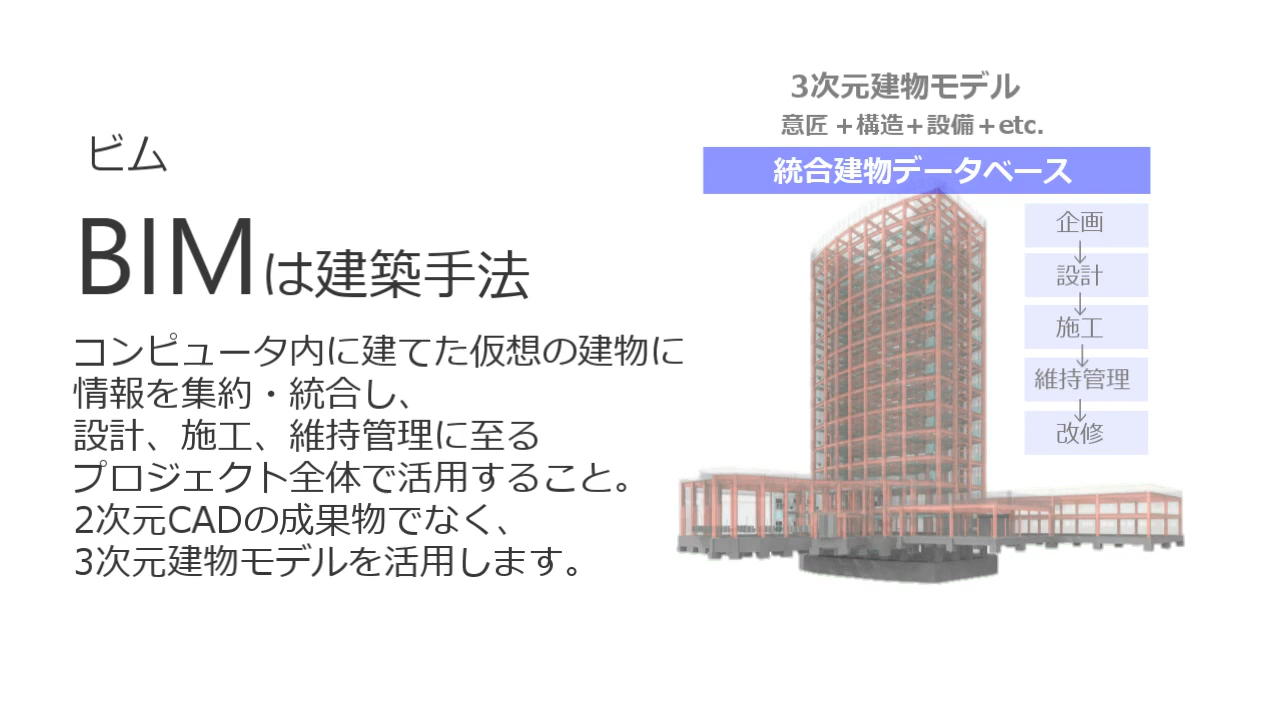 ビム
BIMは建築手法
コンピュータ内に建てた仮想の建物に
情報を集約・統合し、
設計、施工、維持管理に至る
プロジェクト全体で活用すること。
2次元CADの成果物でなく、
3次元建物モデルを活用します。
3次元建物モデル
意匠＋構造＋設備＋etc.
統合建物データベース
企画
↓
設計
↓
施工
↓
維持管理
↓
改修